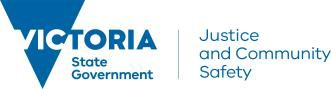 VICTORIA
State
Government
Justice
and Community
Safety